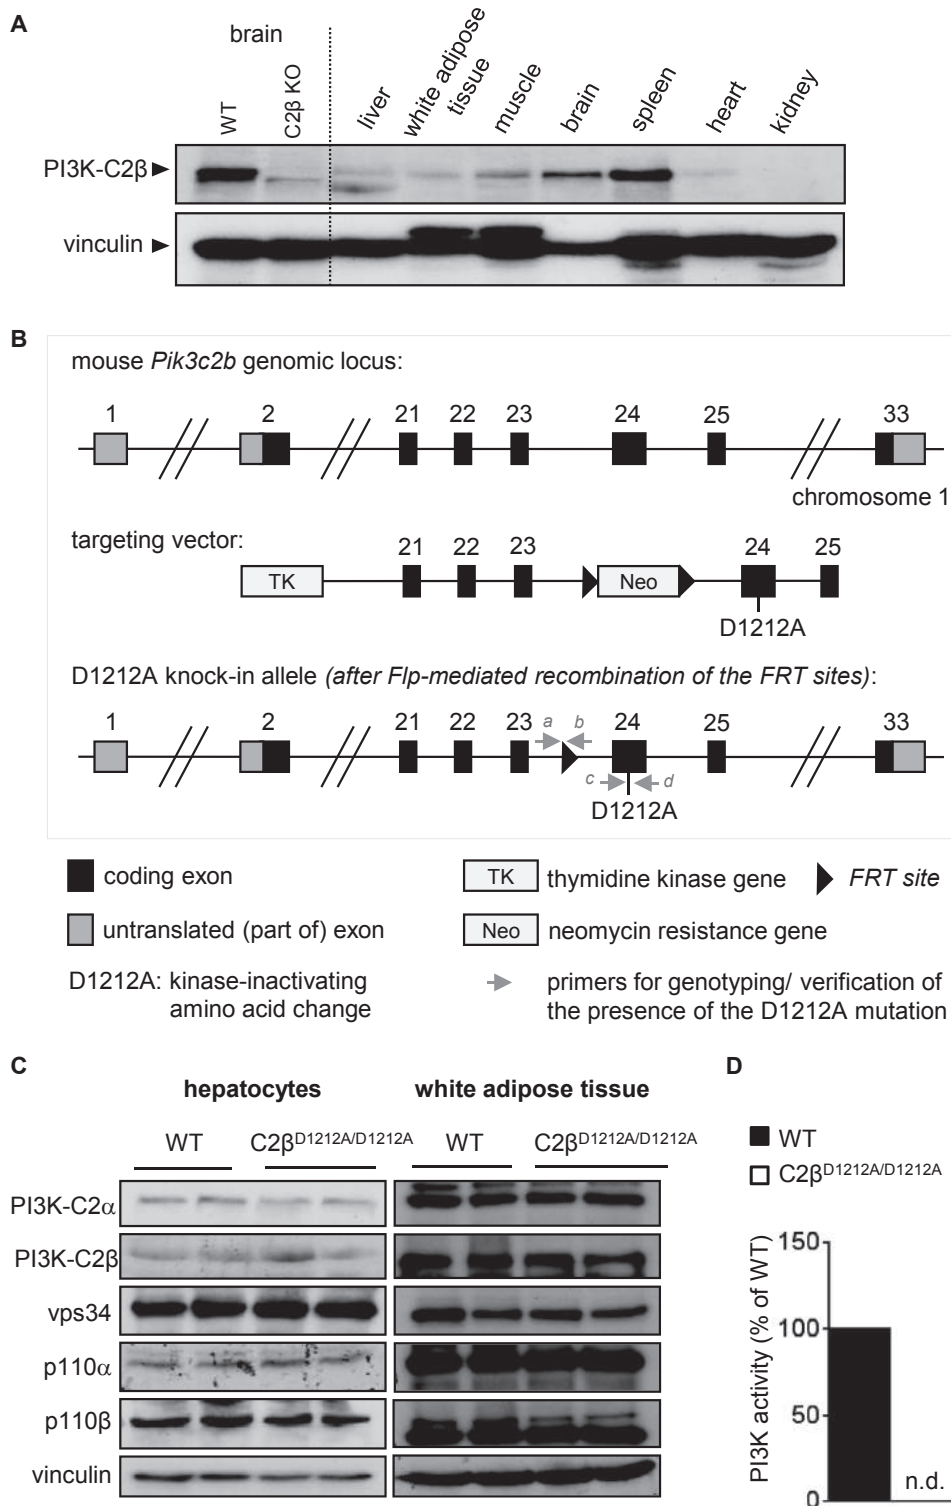 A
brain
WT
C2β KO
liver
white adipose
tissue
muscle
brain
spleen
heart
kidney
PI3K-C2β
vinculin
B
mouse Pik3c2b genomic locus:
1 2 21 22 23 24 25 33
chromosome 1
targeting vector:
21 22 23 24 25
TK Neo
D1212A
D1212A knock-in allele (after Flp-mediated recombination of the FRT sites):
1 2 21 22 23 a b 24 25 33
c d
D1212A
coding exon
TK thymidine kinase gene
FRT site
untranslated (part of) exon
Neo neomycin resistance gene
D1212A: kinase-inactivating
amino acid change
primers for genotyping/ verification of
the presence of the D1212A mutation
C
hepatocytes
white adipose tissue
WT C2βD1212A/D1212A
WT C2βD1212A/D1212A
PI3K-C2α
PI3K-C2β
vps34
p110α
p110β
vinculin
D
WT
C2βD1212A/D1212A
PI3K activity (% of WT)
150
100
50
0
n.d.